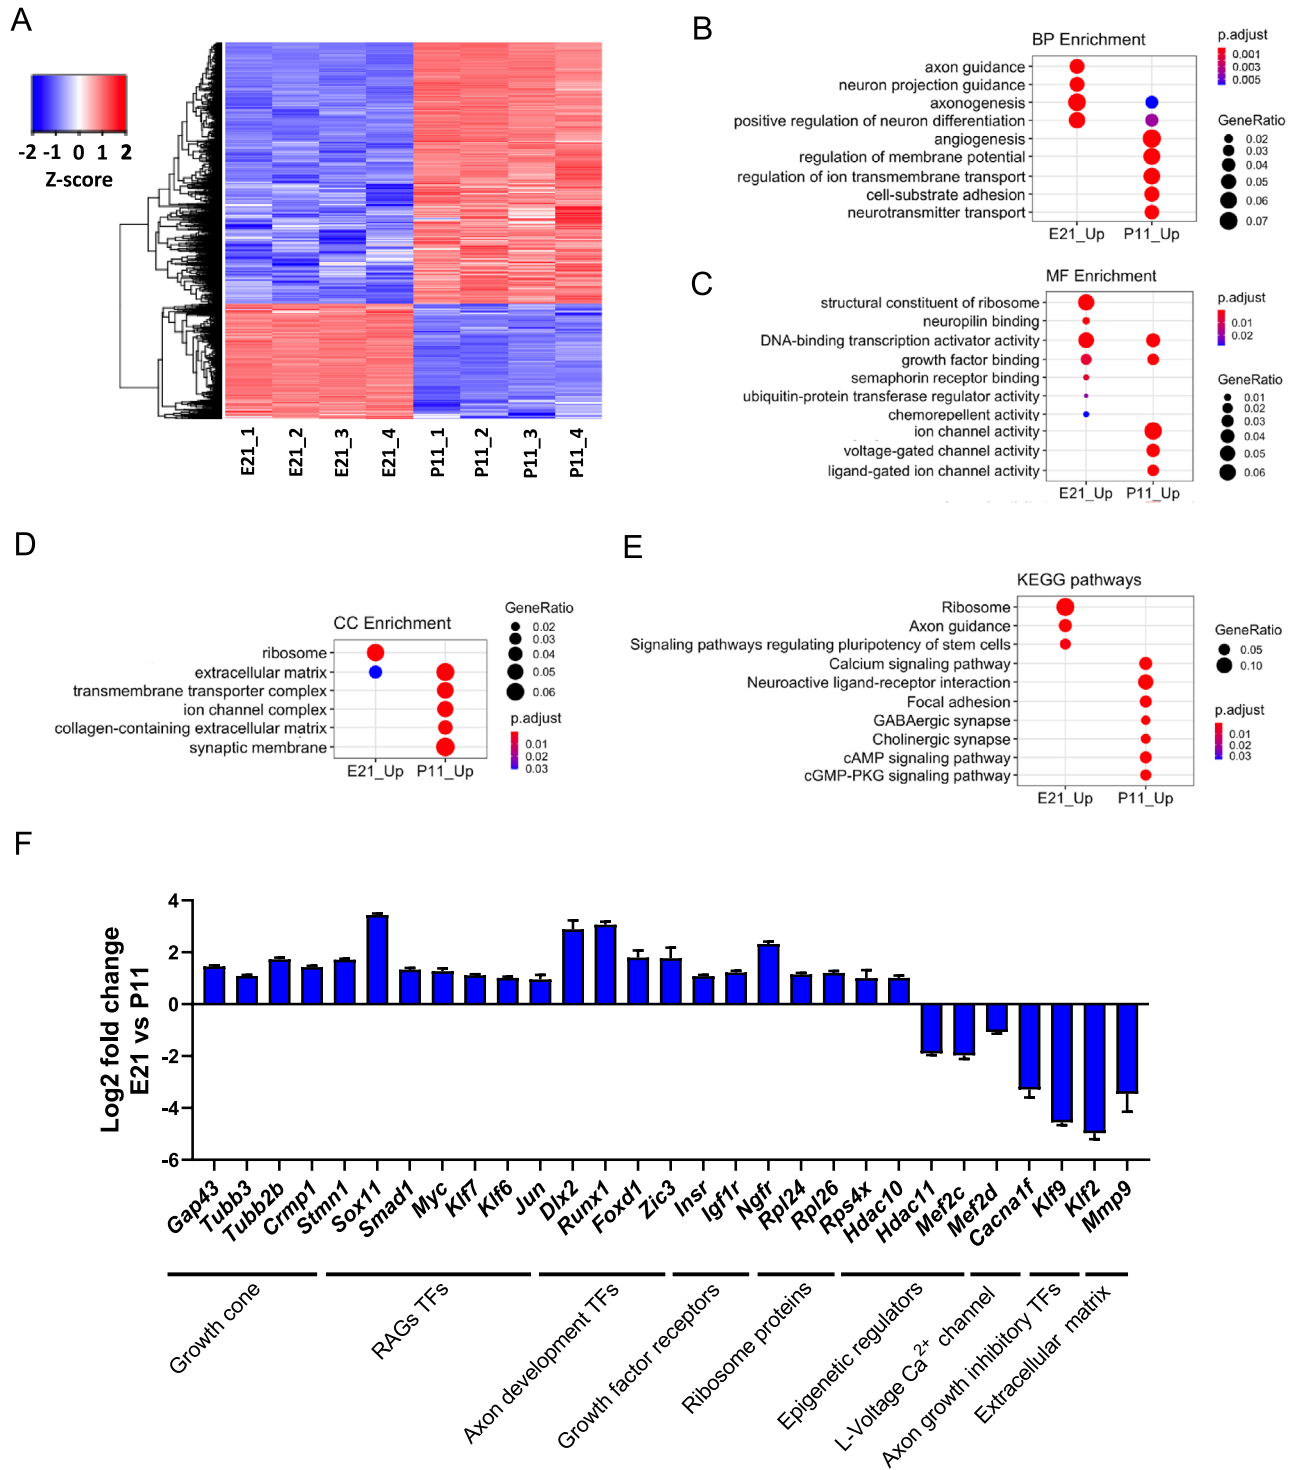 A
-2 -1 0 1 2
Z-score
E21_1
E21_2
E21_3
E21_4
P11_1
P11_2
P11_3
P11_4
B
BP Enrichment
axon guidance
neuron projection guidance
axonogenesis
positive regulation of neuron differentiation
angiogenesis
regulation of membrane potential
regulation of ion transmembrane transport
cell-substrate adhesion
neurotransmitter transport
E21_Up P11_Up
p.adjust
0.001
0.003
0.005
GeneRatio
0.02
0.03
0.04
0.05
0.06
0.07
C
MF Enrichment
structural constituent of ribosome
neuropilin binding
DNA-binding transcription activator activity
growth factor binding
semaphorin receptor binding
ubiquitin-protein transferase regulator activity
chemorepellent activity
ion channel activity
voltage-gated channel activity
ligand-gated ion channel activity
E21_Up P11_Up
p.adjust
0.01
0.02
GeneRatio
0.01
0.02
0.03
0.04
0.05
0.06
D
CC Enrichment
ribosome
extracellular matrix
transmembrane transporter complex
ion channel complex
collagen-containing extracellular matrix
synaptic membrane
E21_Up P11_Up
GeneRatio
0.02
0.03
0.04
0.05
0.06
p.adjust
0.01
0.02
0.03
E
KEGG pathways
Ribosome
Axon guidance
Signaling pathways regulating pluripotency of stem cells
Calcium signaling pathway
Neuroactive ligand-receptor interaction
Focal adhesion
GABAergic synapse
Cholinergic synapse
cAMP signaling pathway
cGMP-PKG signaling pathway
E21_Up P11_Up
GeneRatio
0.05
0.10
p.adjust
0.01
0.02
0.03
F
Log2 fold change
E21 vs P11
4
2
0
-2
-4
-6
Gap43
Tubb3
Tubb2b
Crmp1
Stmn1
Sox11
Smad1
Myc
Klf7
Klf6
Jun
Dlx2
Runx1
Foxd1
Zic3
Insr
Igf1r
Ngfr
Rpl24
Rpl26
Rps4x
Hdac10
Hdac11
Mef2c
Mef2d
Cacna1f
Klf9
Klf2
Mmp9
Growth cone
RAGs TFs
Axon development TFs
Growth factor receptors
Ribosome proteins
Epigenetic regulators
L-Voltage Ca2+ channel
Axon growth inhibitory TFs
Extracellular matrix